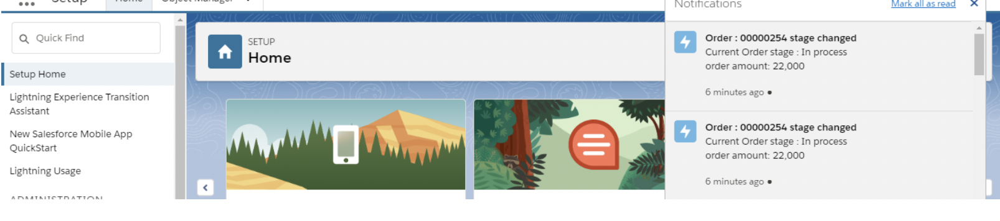 Setup
Home
Object Manager
Quick Find
Setup Home
Lightning Experience Transition
Assistant
New Salesforce Mobile App
QuickStart
Lightning Usage
ADMINISTRATION
SETUP
Home
Notifications
Mark all as read
Order : 00000254 stage changed
Current Order stage : In process
order amount: 22,000
6 minutes ago •
Order : 00000254 stage changed
Current Order stage : In process
order amount: 22,000
6 minutes ago •